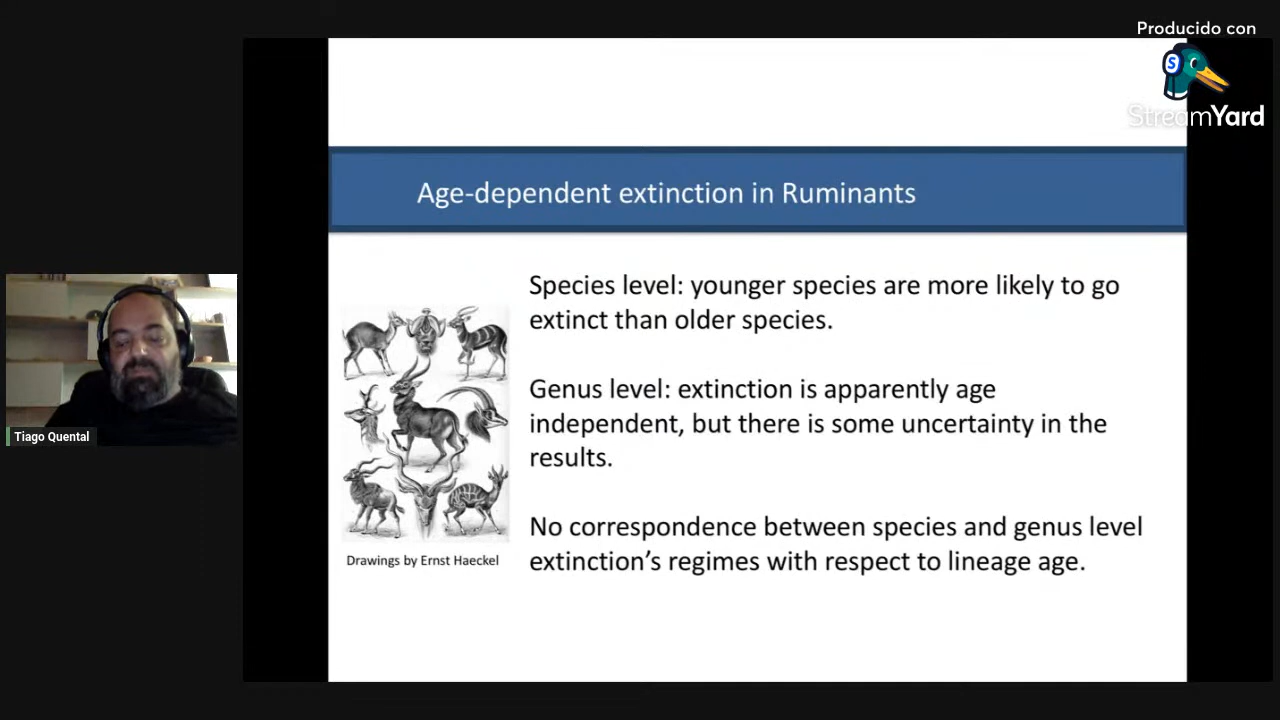 Producido con
S
StreamYard
Age-dependent extinction in Ruminants
Species level: younger species are more likely to go
extinct than older species.
Genus level: extinction is apparently age
independent, but there is some uncertainty in the
results.
No correspondence between species and genus level
extinction's regimes with respect to lineage age.
Drawings by Ernst Haeckel
Tiago Quental